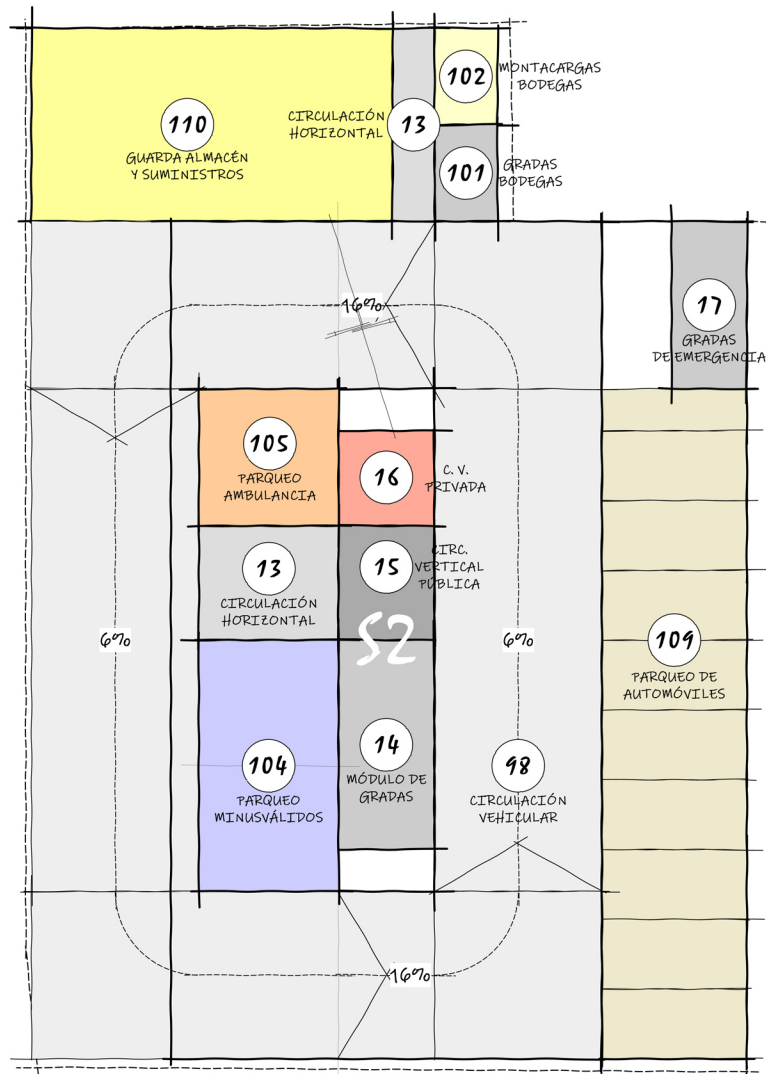 102
MONTACARGAS
BODEGAS
110
GUARDA ALMACÉN
Y SUMINISTROS
CIRCULACIÓN
HORIZONTAL
13
101
GRADAS
BODEGAS
16%
17
GRADAS
DE EMERGENCIA
105
PARQUEO
AMBULANCIA
16
C. V.
PRIVADA
13
CIRCULACIÓN
HORIZONTAL
15
CIRC.
VERTICAL
PÚBLICA
S2
6%
6%
109
PARQUEO DE
AUTOMÓVILES
104
PARQUEO
MINUSVÁLIDOS
14
MÓDULO DE
GRADAS
98
CIRCULACIÓN
VEHICULAR
16%